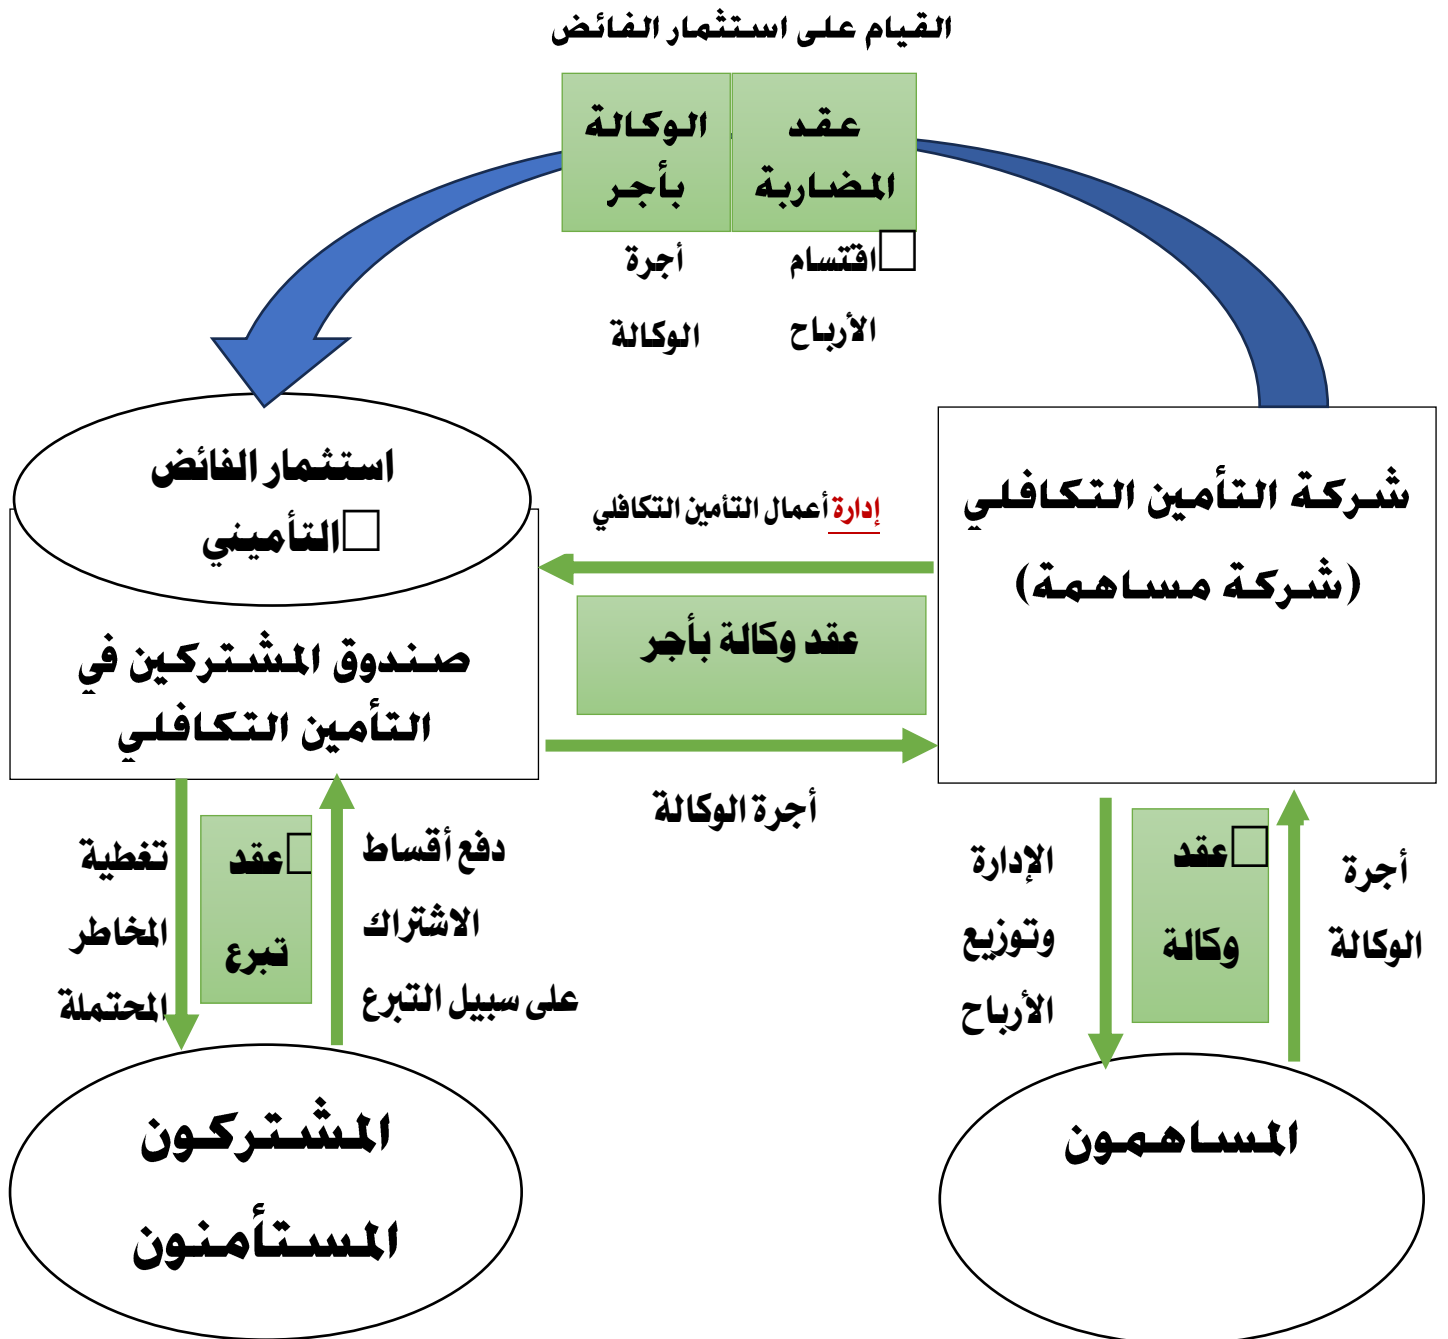 القيام على استثمار الفائض
عقد
المضاربة
الوكالة
بأجر
اقتسام
الأرباح
أجرة
الوكالة
شركة التأمين التكافلي
(شركة مساهمة)
إدارة أعمال التأمين التكافلي
عقد وكالة بأجر
أجرة الوكالة
استثمار الفائض
التأميني
صندوق المشتركين في
التأمين التكافلي
أجرة
الوكالة
عقد
وكالة
الإدارة
وتوزيع
الأرباح
دفع أقساط
الاشتراك
على سبيل التبرع
عقد
تبرع
تغطية
المخاطر
المحتملة
المساهمون
المشتركون
المستأمنون